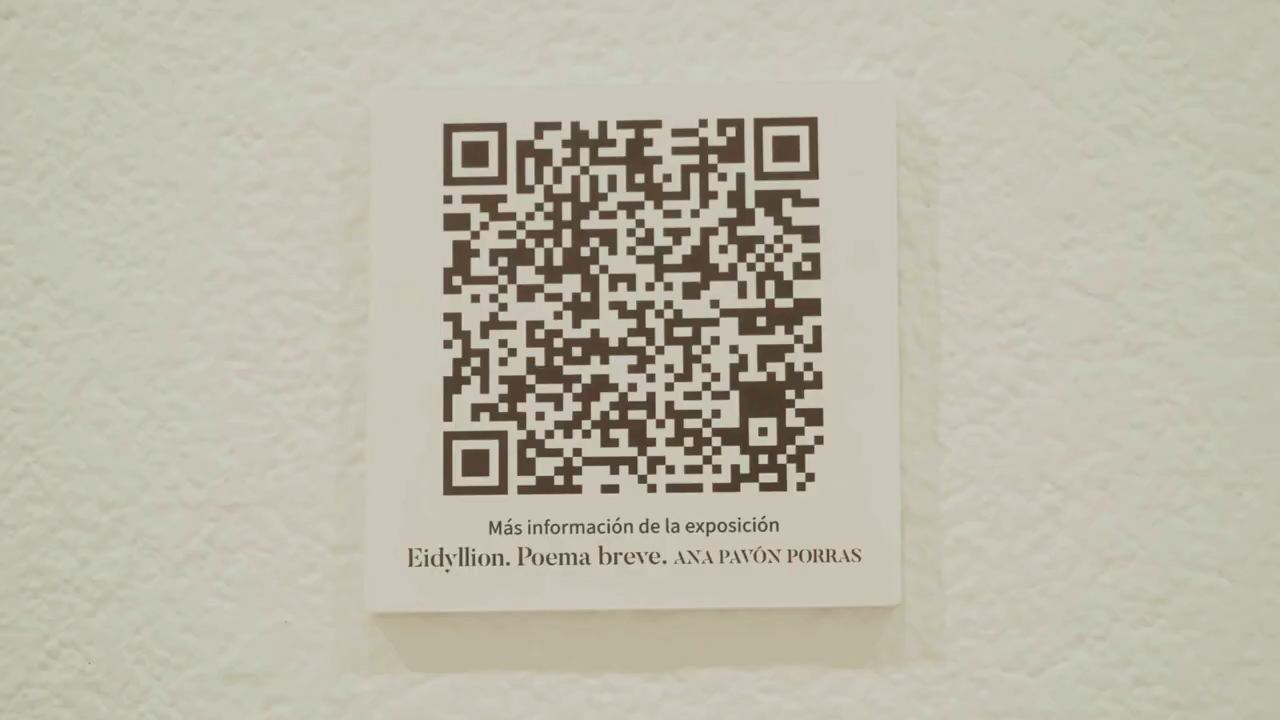 Más información de la exposición
Eidyllion. Poema breve. ANA PAVÓN PORRAS